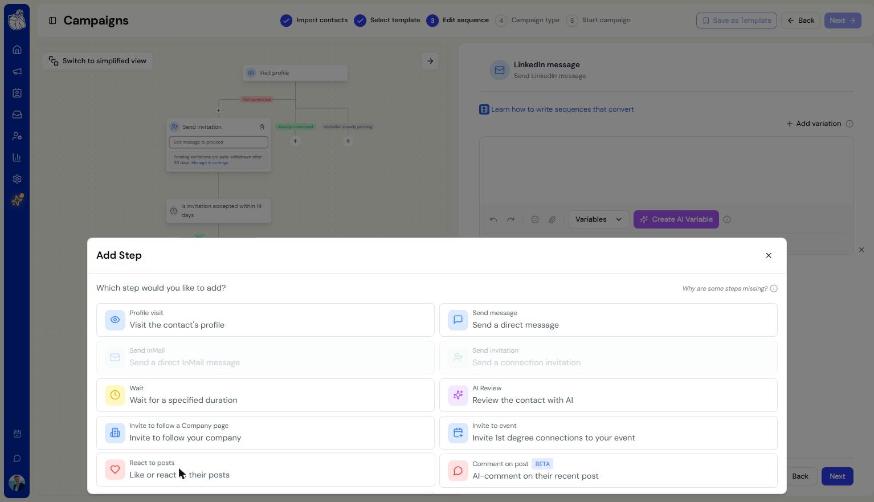 Campaigns
Import contacts
Select template
3 Edit sequence
4 Campaign type
5 Start campaign
Save as Template
Back
Next
Switch to simplified view
Visit profile
Send invitation
Is invitation accepted within 14
days
LinkedIn message
Send LinkedIn message
Learn how to write sequences that convert
Add variation
Variables
Create AI Variable
Add Step
Which step would you like to add?
Why are some steps missing?
Profile visit
Visit the contact's profile
Send message
Send a direct message
Send InMail
Send a direct InMail message
Send invitation
Send a connection invitation
Wait
Wait for a specified duration
AI Review
Review the contact with AI
Invite to follow a Company page
Invite to follow your company
Invite to event
Invite 1st degree connections to your event
React to posts
Like or react their posts
Comment on post BETA
AI-comment on their recent post
Back
Next